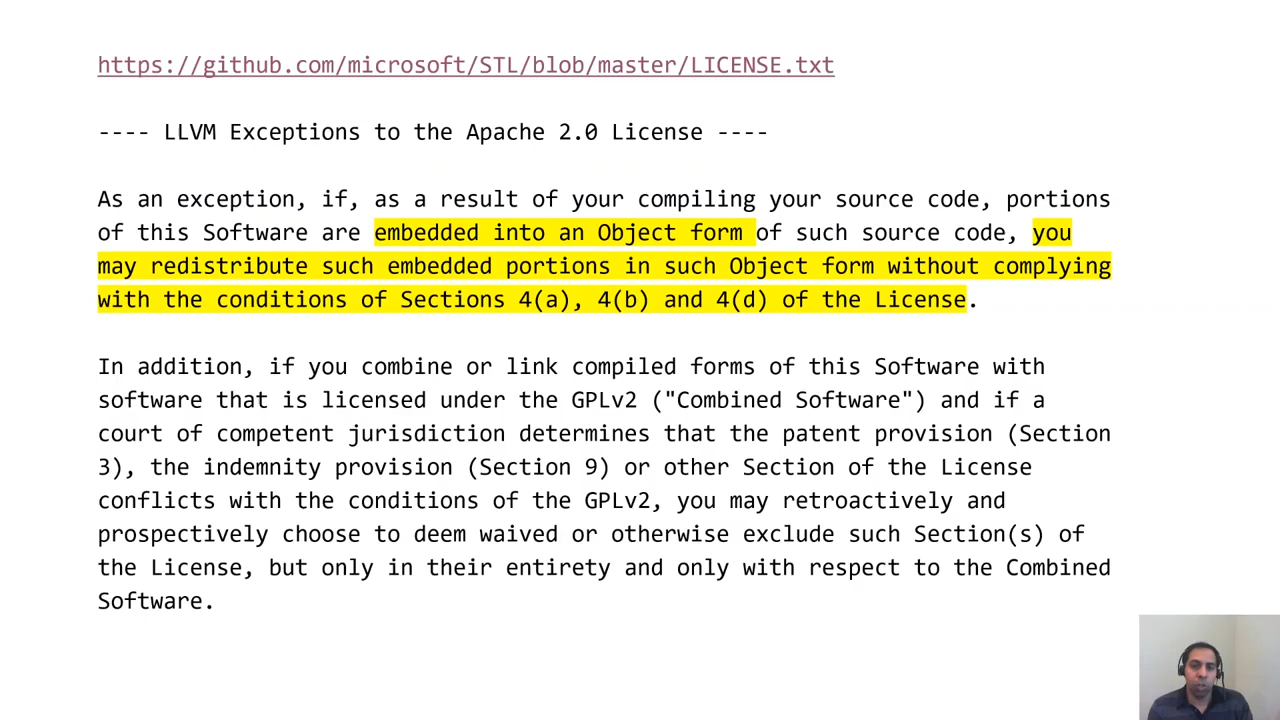 https://github.com/microsoft/STL/blob/master/LICENSE.txt
---- LLVM Exceptions to the Apache 2.0 License ----
As an exception, if, as a result of your compiling your source code, portions
of this Software are embedded into an Object form of such source code, you
may redistribute such embedded portions in such Object form without complying
with the conditions of Sections 4(a), 4(b) and 4(d) of the License.
In addition, if you combine or link compiled forms of this Software with
software that is licensed under the GPLv2 ("Combined Software") and if a
court of competent jurisdiction determines that the patent provision (Section
3), the indemnity provision (Section 9) or other Section of the License
conflicts with the conditions of the GPLv2, you may retroactively and
prospectively choose to deem waived or otherwise exclude such Section(s) of
the License, but only in their entirety and only with respect to the Combined
Software.